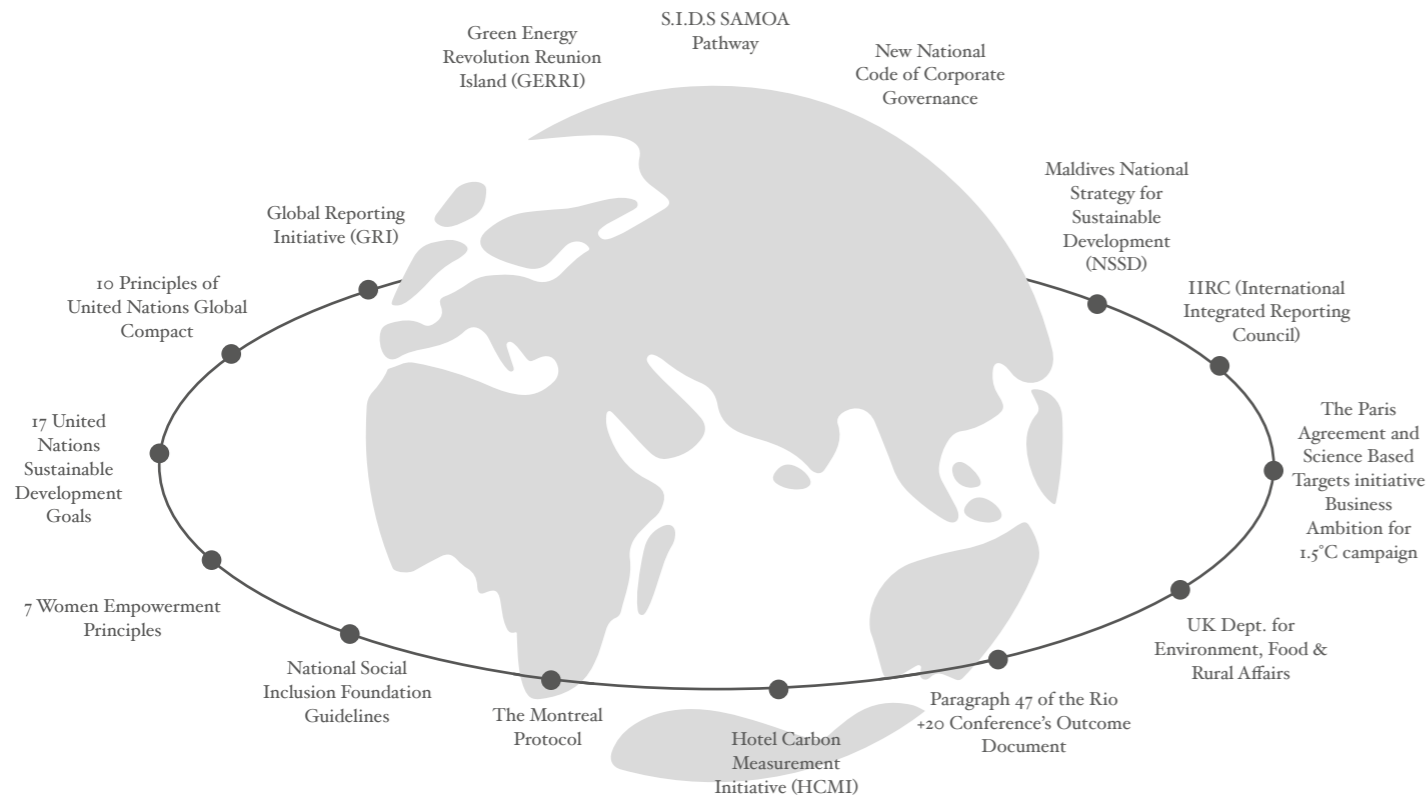 S.I.D.S SAMOA
Pathway
Green Energy
Revolution Reunion
Island (GERRI)
New National
Code of Corporate
Governance
Maldives National
Strategy for
Sustainable
Development
(NSSD)
Global Reporting
Initiative (GRI)
IIRC (International
Integrated Reporting
Council)
10 Principles of
United Nations Global
Compact
The Paris
Agreement and
Science Based
Targets initiative
Business
Ambition for
1.5°C campaign
17 United
Nations
Sustainable
Development
Goals
7 Women Empowerment
Principles
UK Dept. for
Environment, Food &
Rural Affairs
National Social
Inclusion Foundation
Guidelines
Paragraph 47 of the Rio
+20 Conference's Outcome
Document
The Montreal
Protocol
Hotel Carbon
Measurement
Initiative (HCMI)